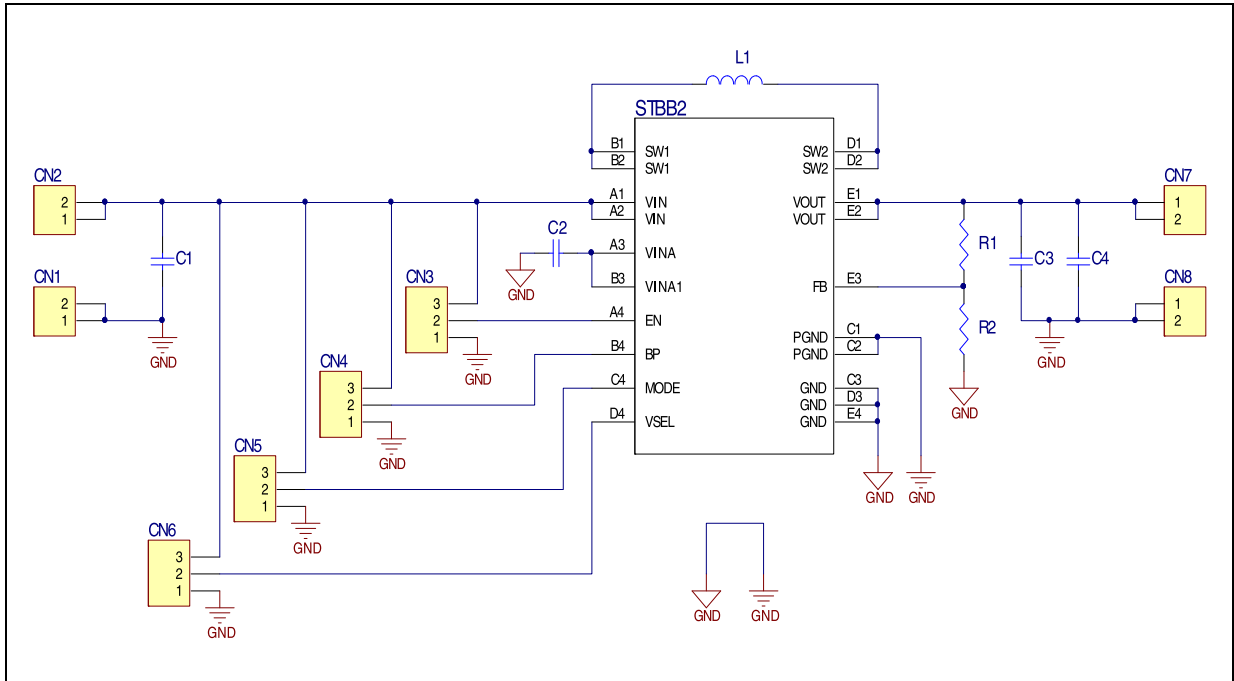 L1
STBB2
B1 SW1 SW2 D1
B2 SW1 SW2 D2
CN2 CN7
2 A1 VIN VOUT E1 1
1 A2 VIN VOUT E2 2
C2 R1
A3 VINA
C1 C3 C4
CN1 CN3 CN8
GND
B3 VINA1 FB E3
2 3 1
1 2 A4 EN 2
R2
1 PGND C1
GND B4 BP PGND C2 GND
CN4 GND
3 C4 MODE GND C3
2 GND D3
1 D4 VSEL GND E4
GND
CN5 GND
3
2
1 GND GND
CN6 GND
3
2
1
GND GND GND